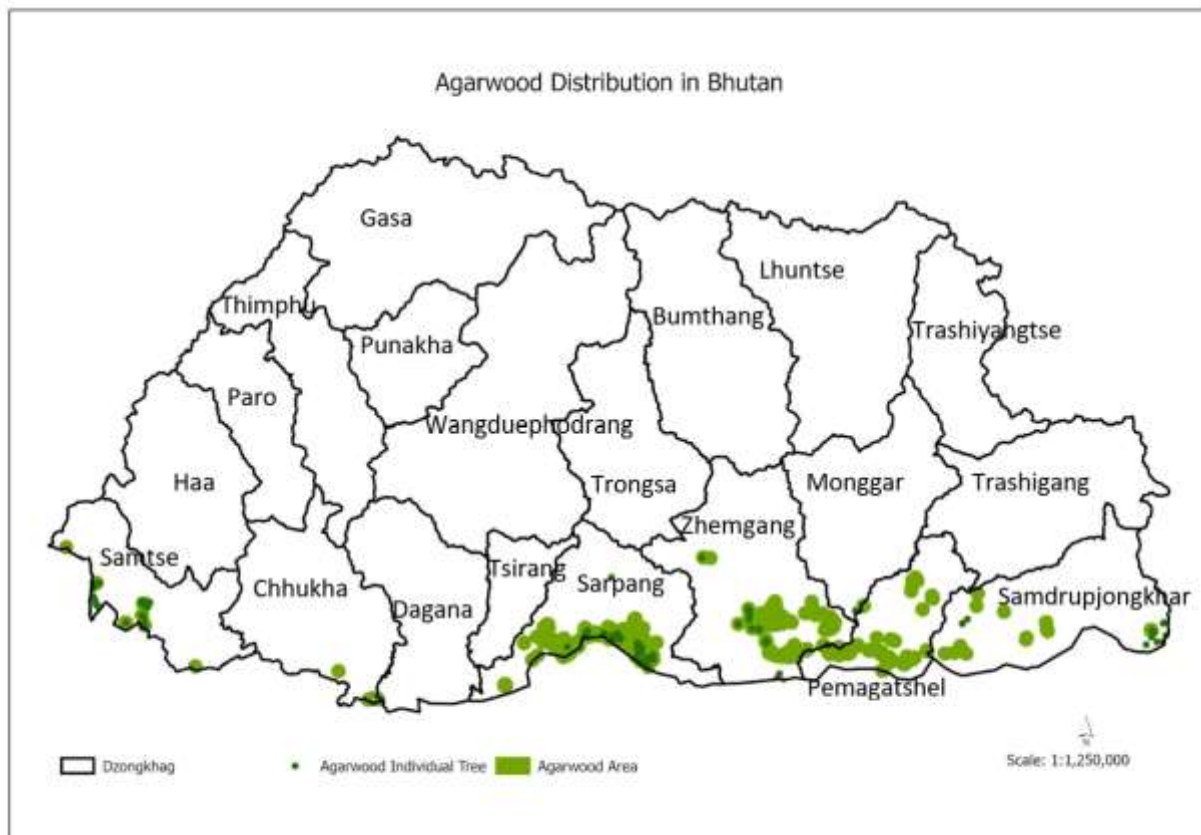 Agarwood Distribution in Bhutan
Gasa
Lhuntse
Thimphu
Bumthang
Trashiyangtse
Punakha
Paro
Wangduephodrang
Haa
Trongsa
Monggar
Trashigang
Zhemgang
Samtse
Tsirang
Chhukha
Sarpang
Dagana
Samdrupjongkhar
Pemagatshel
Dzongkhag
Agarwood Individual Tree
Agarwood Area
Scale: 1:1,250,000